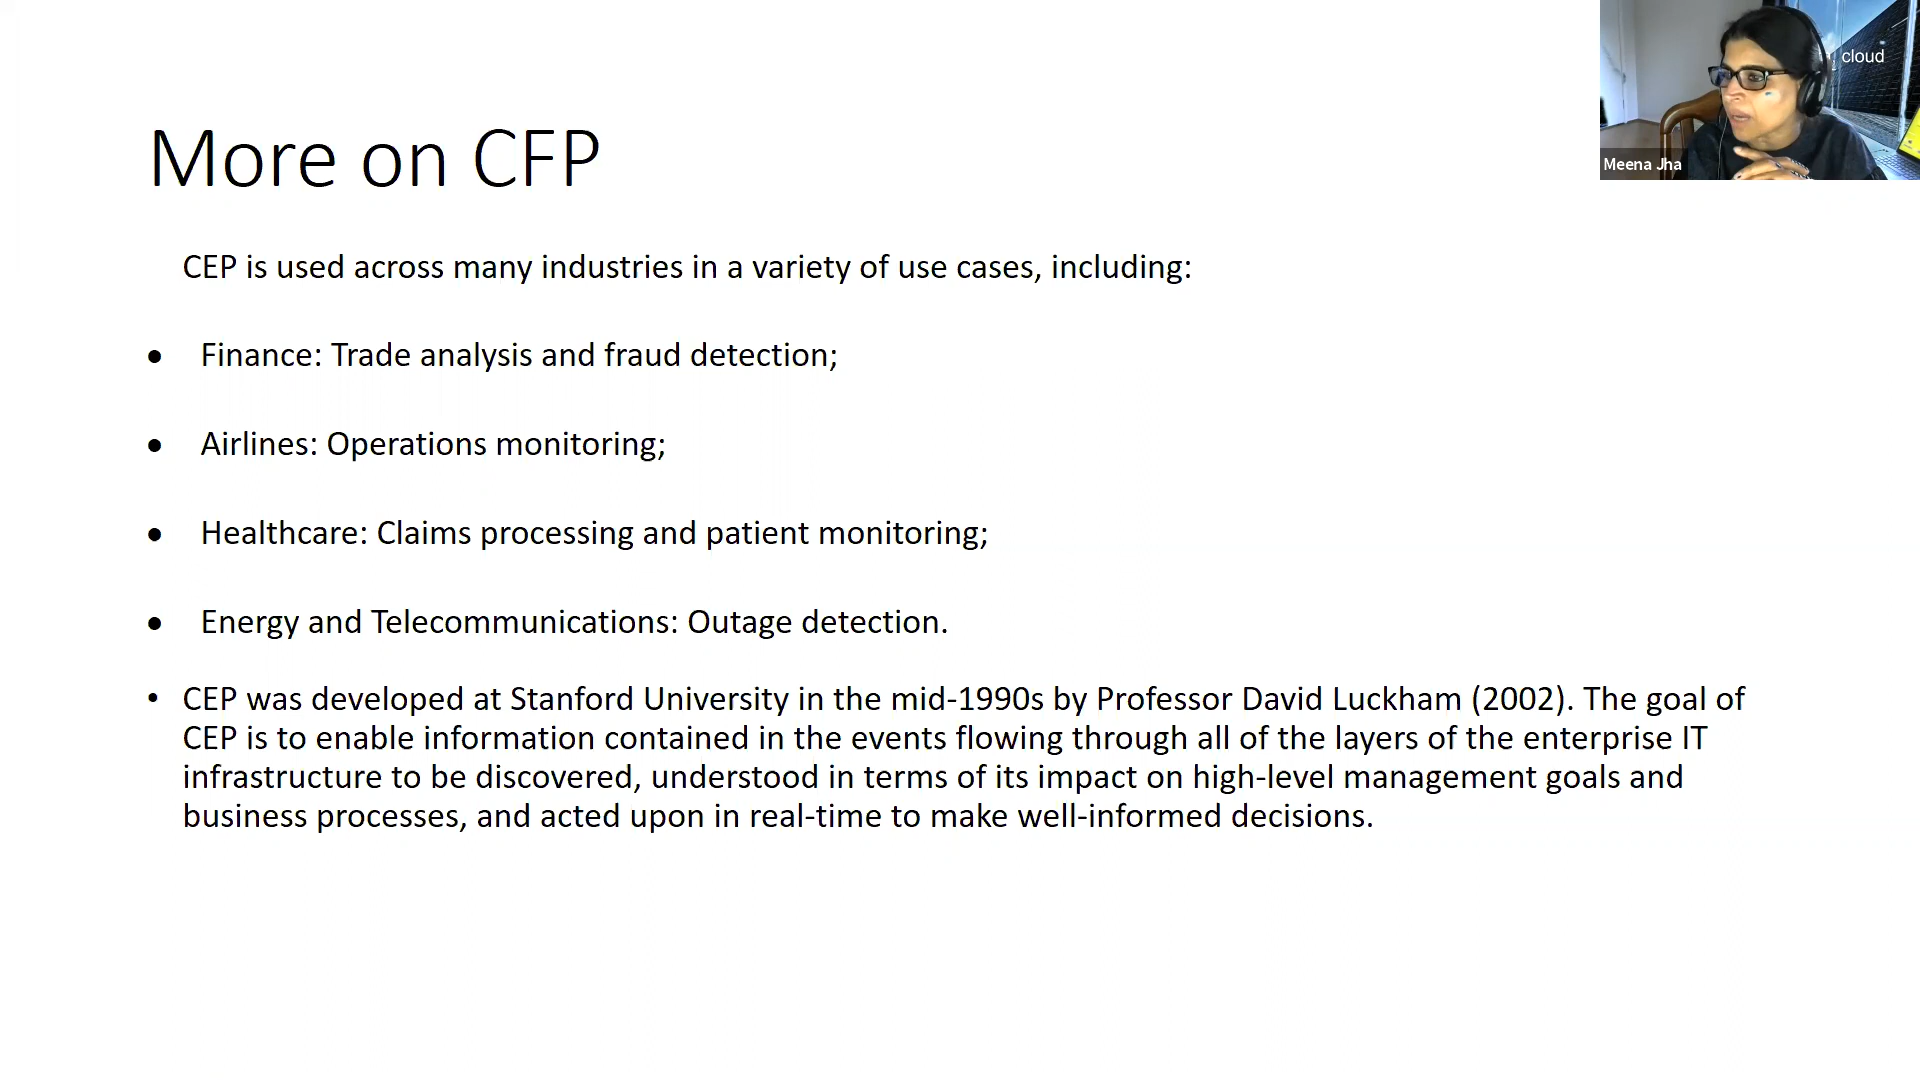 cloud
Meena Jha
More on CFP
CEP is used across many industries in a variety of use cases, including:
• Finance: Trade analysis and fraud detection;
• Airlines: Operations monitoring;
• Healthcare: Claims processing and patient monitoring;
• Energy and Telecommunications: Outage detection.
• CEP was developed at Stanford University in the mid-1990s by Professor David Luckham (2002). The goal of
CEP is to enable information contained in the events flowing through all of the layers of the enterprise IT
infrastructure to be discovered, understood in terms of its impact on high-level management goals and
business processes, and acted upon in real-time to make well-informed decisions.